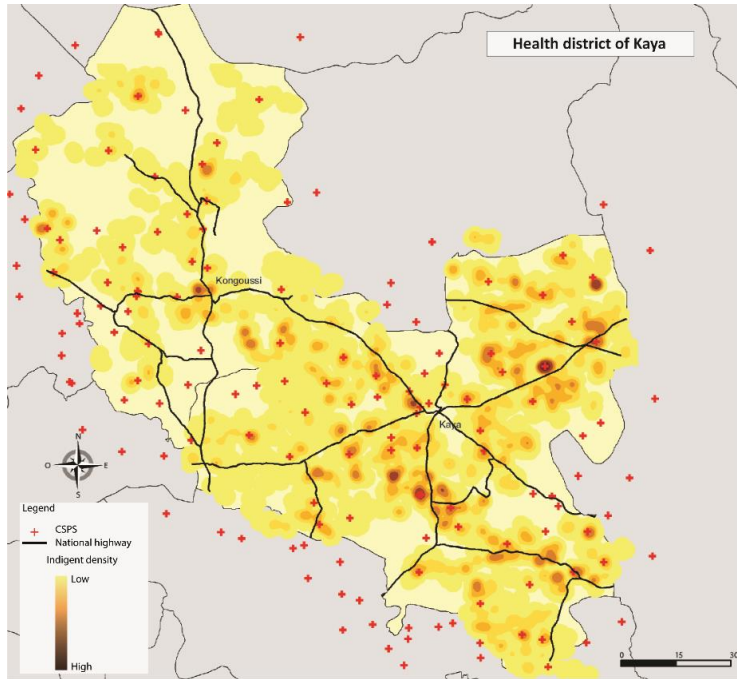 Health district of Kaya
Kongoussi
Kaya
N
O E
S
Legend
CSPS
National highway
Indigent density
Low
High
0 15 30